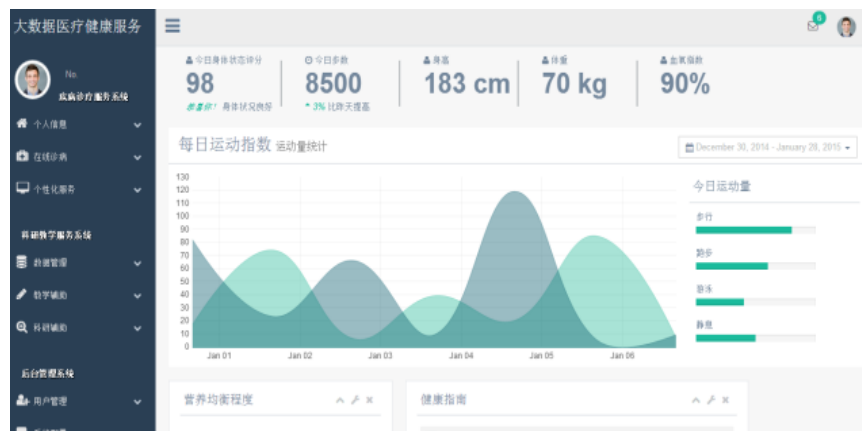 大数据医疗健康服务
6
No.
疾病诊疗服务系统
个人信息
在线诊病
个性化服务
科研教学服务系统
数据管理
教学辅助
科研辅助
后台管理系统
用户管理
今日身体状态评分
98
身体状况良好
今日步数
8500
3% 比昨天提高
身高
183 cm
体重
70 kg
血氧指数
90%
每日运动指数 运动量统计
December 30, 2014 - January 28, 2015
130
120
110
100
90
80
70
60
50
40
30
20
10
0
Jan 01
Jan 02
Jan 03
Jan 04
Jan 05
Jan 06
今日运动量
步行
跑步
游泳
静息
营养均衡程度
健康指南